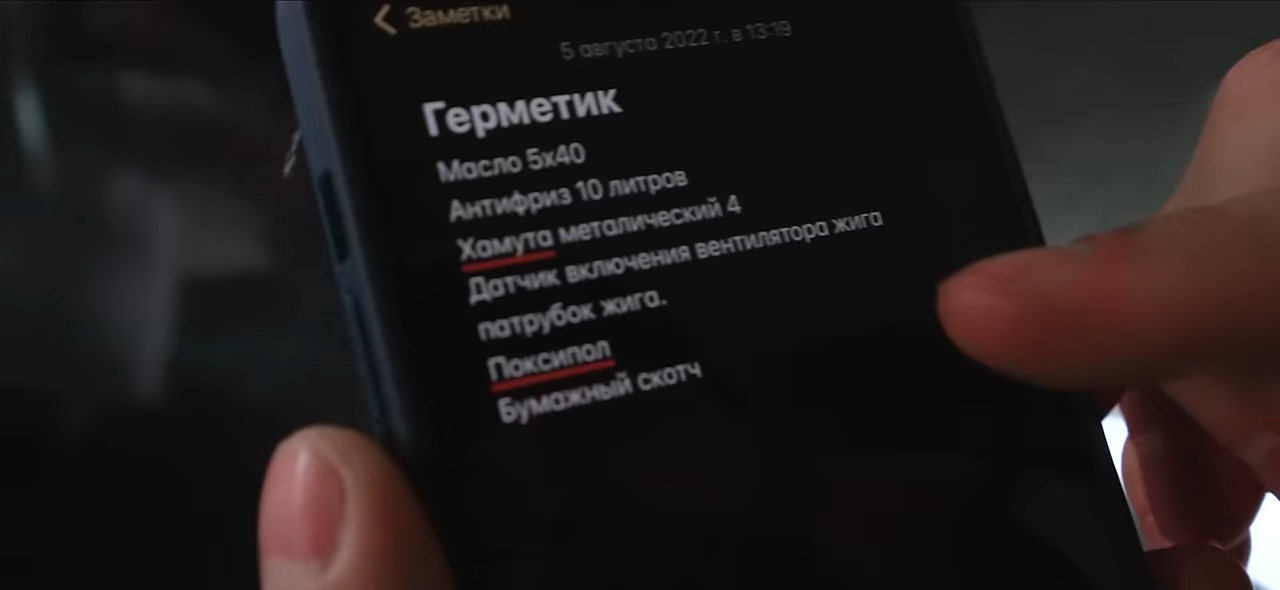 Заметки
5 августа 2022 г. в 13:19
Герметик
Масло 5х40
Антифриз 10 литров
Хамута металический 4
Датчик включения вентилятора жига
патрубок жига.
Поксипол
Бумажный скотч